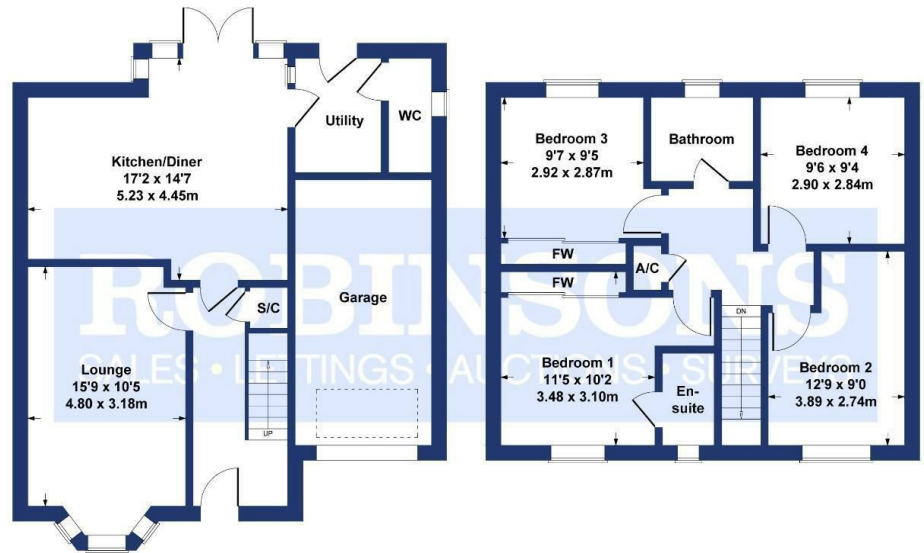 Kitchen/Diner
17'2 x 14'7
5.23 x 4.45m
Utility
WC
Lounge
15'9 x 10'5
4.80 x 3.18m
S/C
UP
Garage
Bedroom 3
9'7 x 9'5
2.92 x 2.87m
Bathroom
Bedroom 4
9'6 x 9'4
2.90 x 2.84m
FW
FW
A/C
DN
Bedroom 1
11'5 x 10'2
3.48 x 3.10m
En-
suite
Bedroom 2
12'9 x 9'0
3.89 x 2.74m
ROBINSONS
SALES • LETTINGS • AUCTIONS • SURVEYS